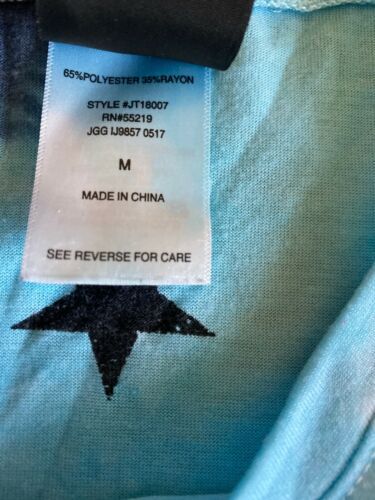 65%POLYESTER 35%RAYON
STYLE #JT18007
RN#55219
JGG IJ9857 0517
M
MADE IN CHINA
SEE REVERSE FOR CARE